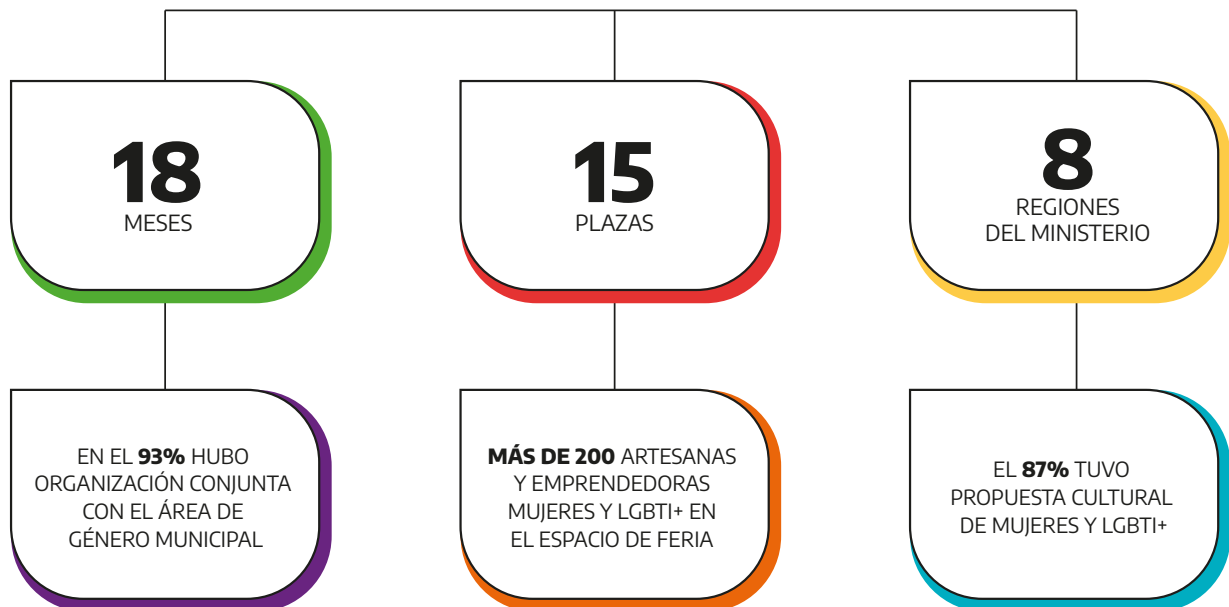 18
MESES
15
PLAZAS
8
REGIONES
DEL MINISTERIO
EN EL 93% HUBO
ORGANIZACIÓN CONJUNTA
CON EL ÁREA DE
GÉNERO MUNICIPAL
MÁS DE 200 ARTESANAS
Y EMPRENDEDORAS
MUJERES Y LGBTI+ EN
EL ESPACIO DE FERIA
EL 87% TUVO
PROPUESTA CULTURAL
DE MUJERES Y LGBTI+